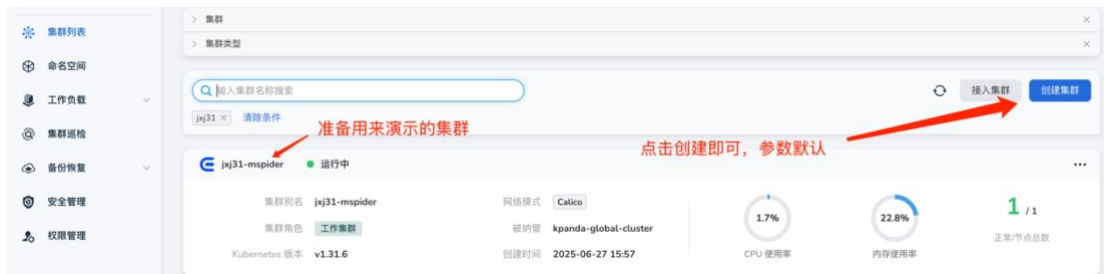 集群列表
命名空间
工作负载
集群巡检
备份恢复
安全管理
权限管理
集群
集群类型
输入集群名称搜索
接入集群
创建集群
jxj31 ×
清除条件
准备用来演示的集群
点击创建即可，参数默认
jxj31-mspider
运行中
集群别名 jxj31-mspider
集群角色 工作集群
Kubernetes 版本 v1.31.6
网络模式 Calico
被纳管 kpanda-global-cluster
创建时间 2025-06-27 15:57
1.7%
CPU 使用率
22.8%
内存使用率
1 / 1
正常/节点总数